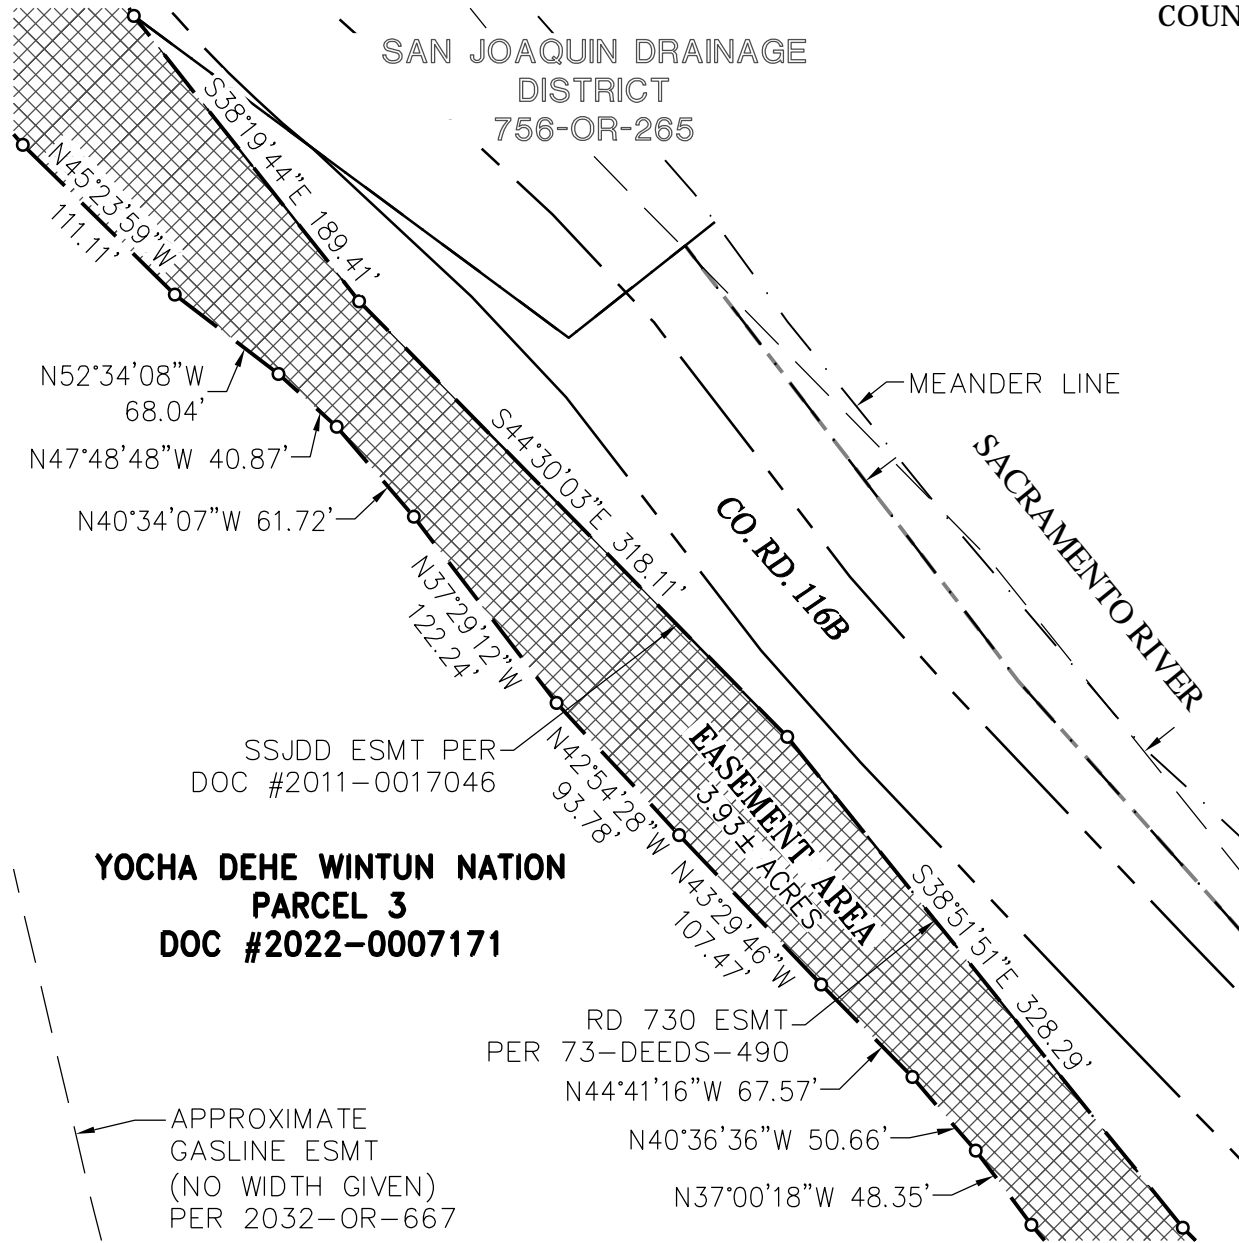 COUN
SAN JOAQUIN DRAINAGE
DISTRICT
756-OR-265
S38°19'44"E 189.41'
N45°23'59"W
111.11'
N52°34'08"W
68.04'
N47°48'48"W 40.87'
N40°34'07"W 61.72'
MEANDER LINE
S44°30'03"E 318.11'
SACRAMENTO RIVER
CO. RD. 116B
N37°29'12"W
122.24'
SSJDD ESMT PER
DOC #2011-0017046
N42°54'28"W
93.78'
EASEMENT AREA
3.93± ACRES
YOCHA DEHE WINTUN NATION
PARCEL 3
DOC #2022-0007171
N43°29'46"W
107.47'
S38°51'51"E 328.29'
RD 730 ESMT
PER 73-DEEDS-490
N44°41'16"W 67.57'
N40°36'36"W 50.66'
N37°00'18"W 48.35'
APPROXIMATE
GASLINE ESMT
(NO WIDTH GIVEN)
PER 2032-OR-667